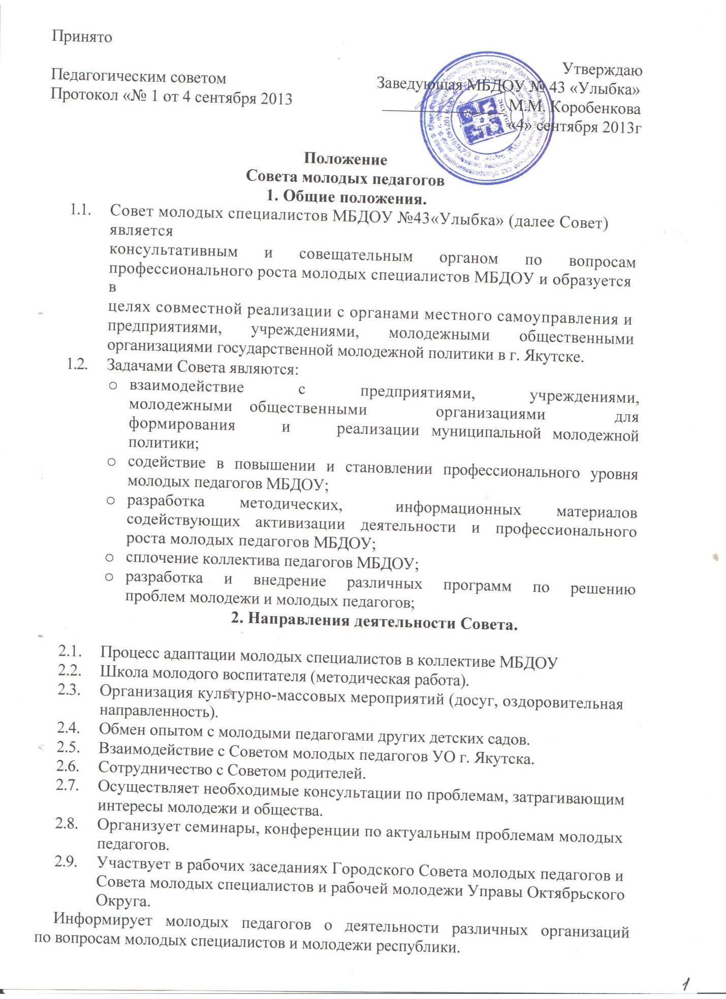 Принято
Педагогическим советом
Протокол «№ 1 от 4 сентября 2013
Утверждаю
Заведующая МБДОУ № 43 «Улыбка»
М.М. Коробенкова
«4» сентября 2013г
Положение
Совета молодых педагогов
1. Общие положения.
1.1. Совет молодых специалистов МБДОУ №43«Улыбка» (далее Совет)
является
консультативным и совещательным органом по вопросам
профессионального роста молодых специалистов МБДОУ и образуется
в
целях совместной реализации с органами местного самоуправления и
предприятиями, учреждениями, молодежными общественными
организациями государственной молодежной политики в г. Якутске.
1.2. Задачами Совета являются:
o взаимодействие с предприятиями, учреждениями,
молодежными общественными организациями для
формирования и реализации муниципальной молодежной
политики;
o содействие в повышении и становлении профессионального уровня
молодых педагогов МБДОУ;
o разработка методических, информационных материалов
содействующих активизации деятельности и профессионального
роста молодых педагогов МБДОУ;
o сплочение коллектива педагогов МБДОУ;
o разработка и внедрение различных программ по решению
проблем молодежи и молодых педагогов;
2. Направления деятельности Совета.
2.1. Процесс адаптации молодых специалистов в коллективе МБДОУ
2.2. Школа молодого воспитателя (методическая работа).
2.3. Организация культурно-массовых мероприятий (досуг, оздоровительная
направленность).
2.4. Обмен опытом с молодыми педагогами других детских садов.
2.5. Взаимодействие с Советом молодых педагогов УО г. Якутска.
2.6. Сотрудничество с Советом родителей.
2.7. Осуществляет необходимые консультации по проблемам, затрагивающим
интересы молодежи и общества.
2.8. Организует семинары, конференции по актуальным проблемам молодых
педагогов.
2.9. Участвует в рабочих заседаниях Городского Совета молодых педагогов и
Совета молодых специалистов и рабочей молодежи Управы Октябрьского
Округа.
Информирует молодых педагогов о деятельности различных организаций
по вопросам молодых специалистов и молодежи республики.
1